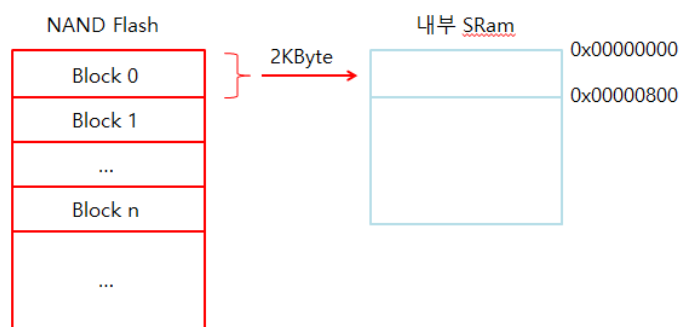 NAND Flash
Block 0
Block 1
...
Block n
...
2KByte
내부 SRam
0x00000000
0x00000800